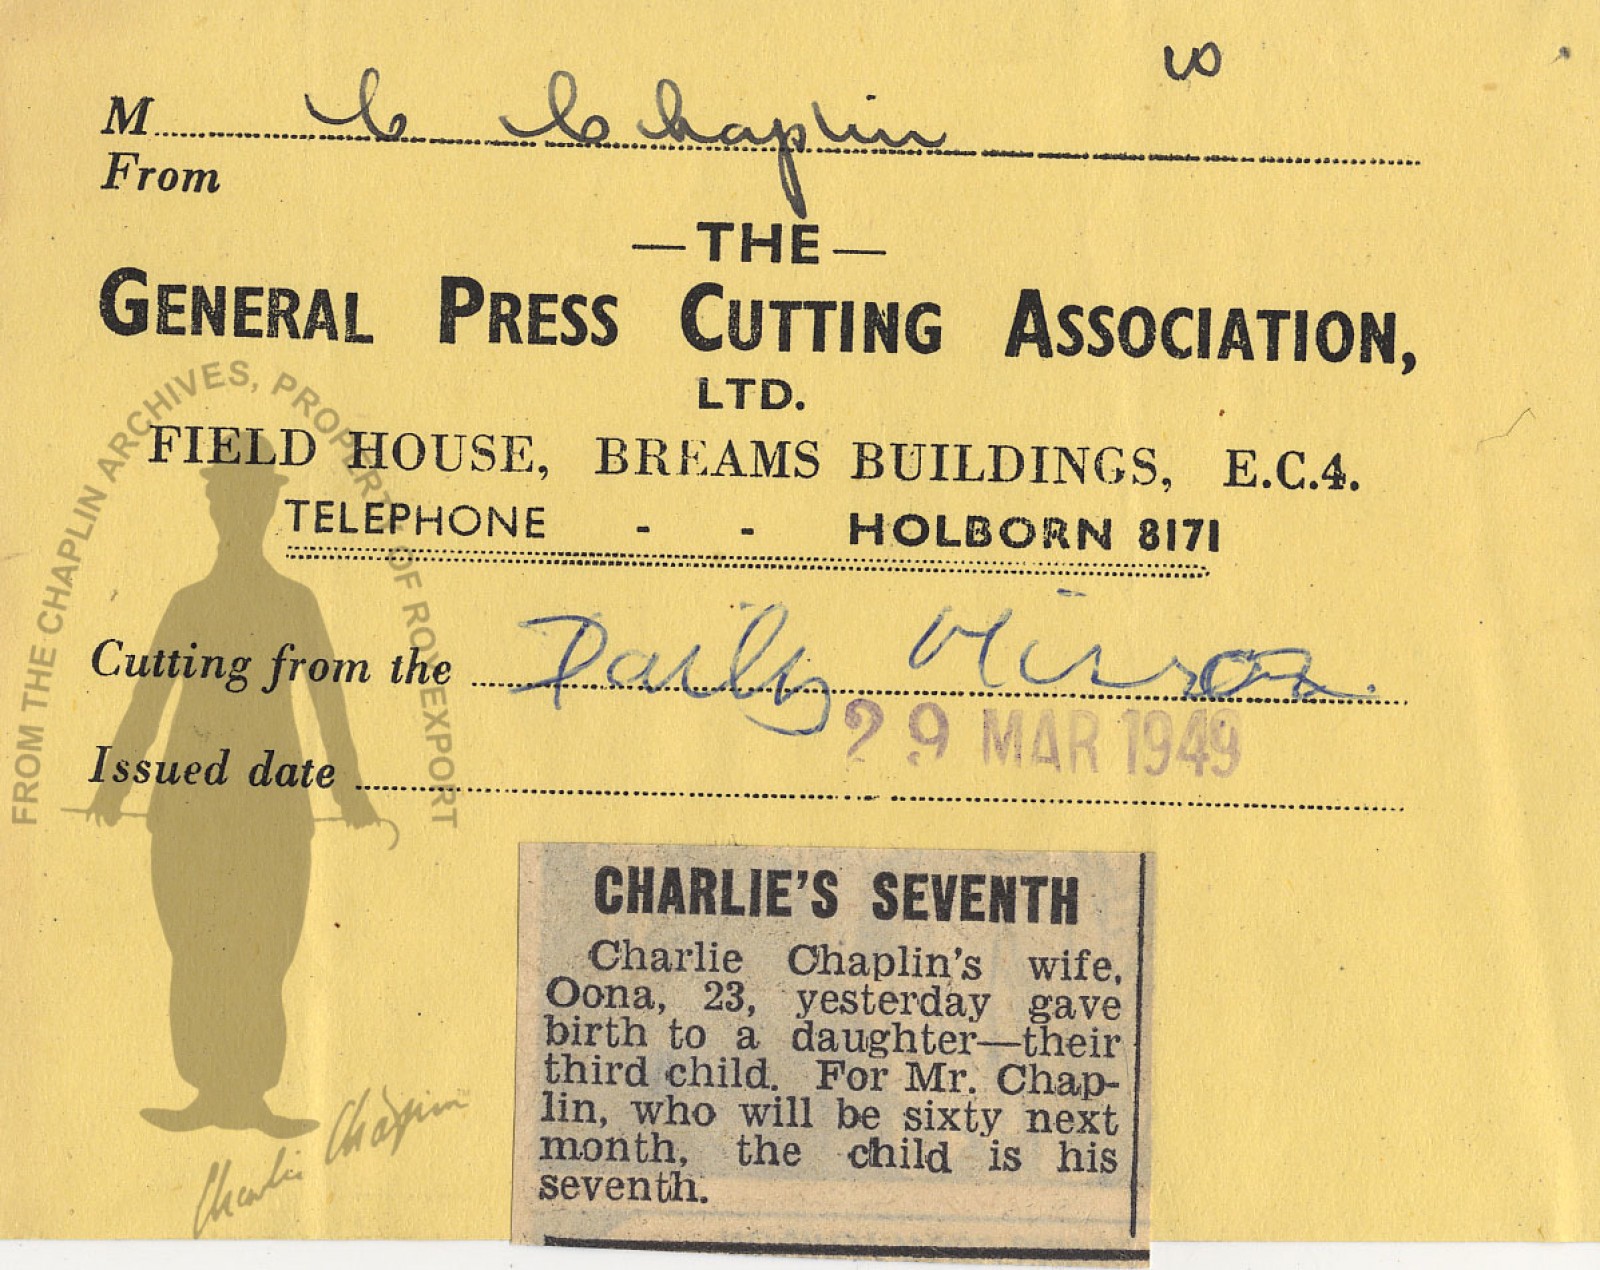 10
M C Chaplin
From
— THE —
GENERAL PRESS CUTTING ASSOCIATION,
LTD.
FIELD HOUSE, BREAMS BUILDINGS, E.C.4.
TELEPHONE - - HOLBORN 8171
Cutting from the Daily Mirror.
29 MAR 1949
Issued date
CHARLIE'S SEVENTH
Charlie Chaplin's wife,
Oona, 23, yesterday gave
birth to a daughter—their
third child. For Mr. Chap-
lin, who will be sixty next
month, the child is his
seventh.
FROM THE CHAPLIN ARCHIVES, PROPERTY OF ROY EXPORT
Charlie Chaplin